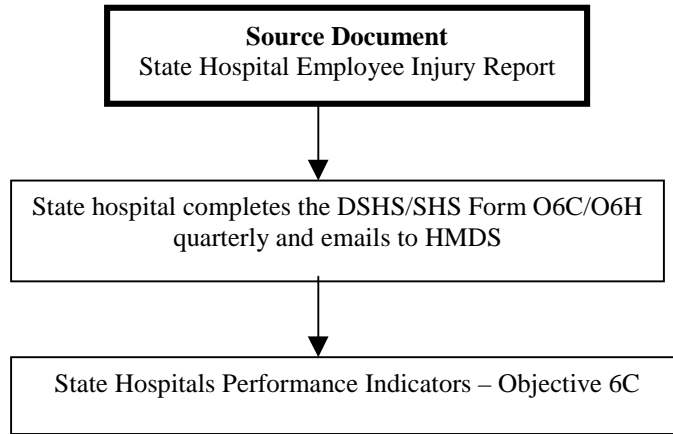 Source Document
State Hospital Employee Injury Report
State hospital completes the DSHS/SHS Form O6C/O6H
quarterly and emails to HMDS
State Hospitals Performance Indicators – Objective 6C